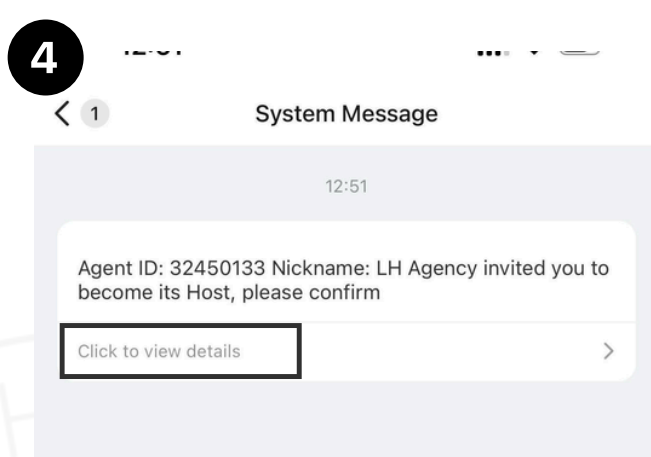 4
1
System Message
12:51
Agent ID: 32450133 Nickname: LH Agency invited you to
become its Host, please confirm
Click to view details